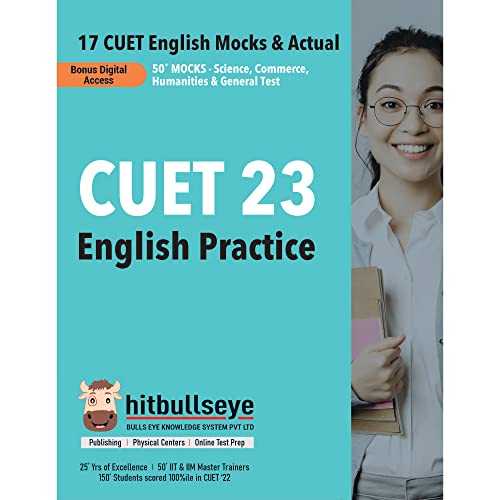 17 CUET English Mocks & Actual
Bonus Digital
Access
50+ MOCKS - Science, Commerce,
Humanities & General Test
CUET 23
English Practice
hitbullseye
BULLS EYE KNOWLEDGE SYSTEM PVT LTD
Publishing | Physical Centers | Online Test Prep
25+ Yrs of Excellence | 50+ IIT & IIM Master Trainers
150+ Students scored 100%ile in CUET '22